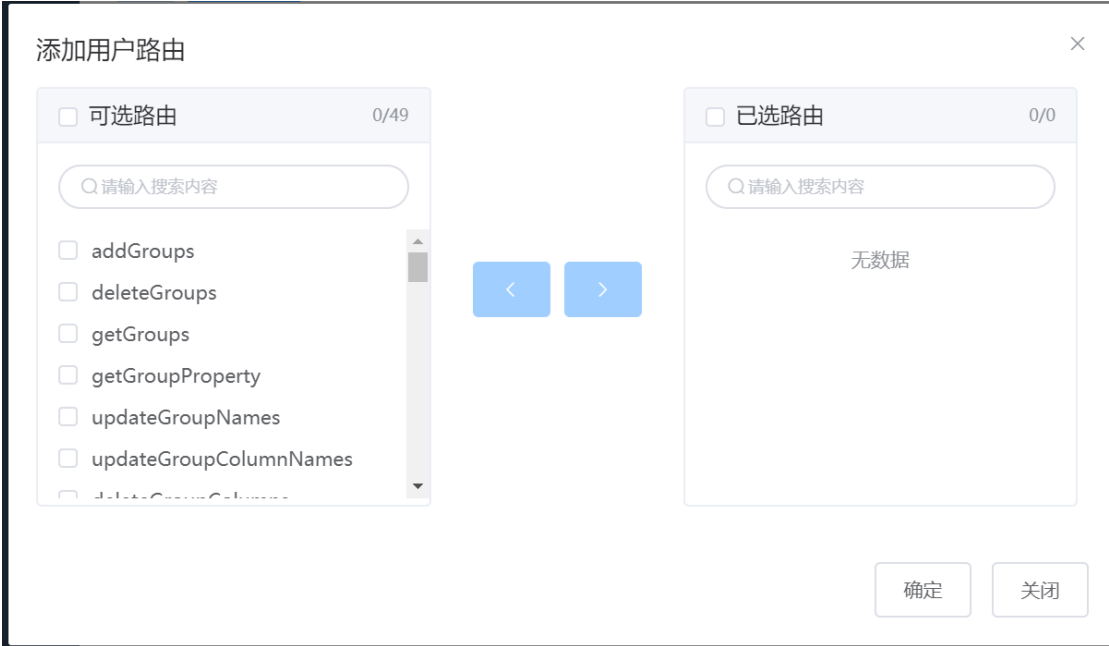 添加用户路由
可选路由 0/49
请输入搜索内容
addGroups
deleteGroups
getGroups
getGroupProperty
updateGroupNames
updateGroupColumnNames
deleteGroupColumns
已选路由 0/0
请输入搜索内容
无数据
确定 关闭